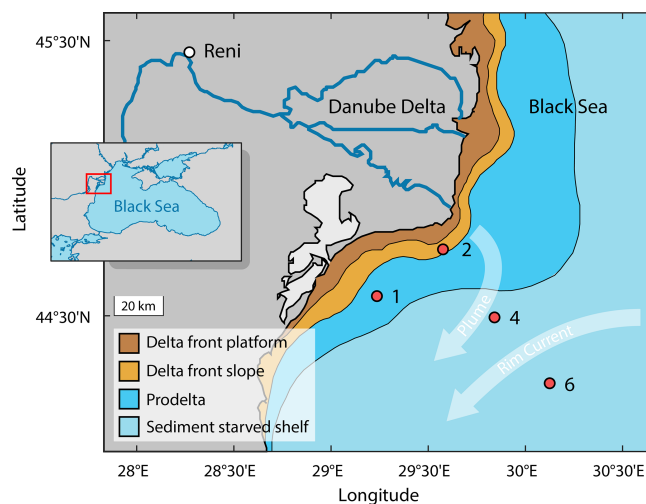 45°30'N
Reni
Danube Delta
Black Sea
Black Sea
Latitude
2
1
Plume
4
Rim Current
6
20 km
44°30'N
Delta front platform
Delta front slope
Prodelta
Sediment starved shelf
28°E
28°30'E
29°E
29°30'E
30°E
30°30'E
Longitude